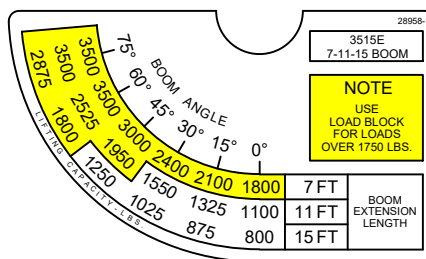 28958-
3515E
7-11-15 BOOM
NOTE
USE
LOAD BLOCK
FOR LOADS
OVER 1750 LBS.
BOOM ANGLE
75° 60° 45° 30° 15° 0°
3500 3500 3000 2400 2100 1800 7 FT
3500 2525 1950 1550 1325 1100 11 FT
2875 1800 1250 1025 875 800 15 FT
BOOM
EXTENSION
LENGTH
LIFTING CAPACITY-LBS.